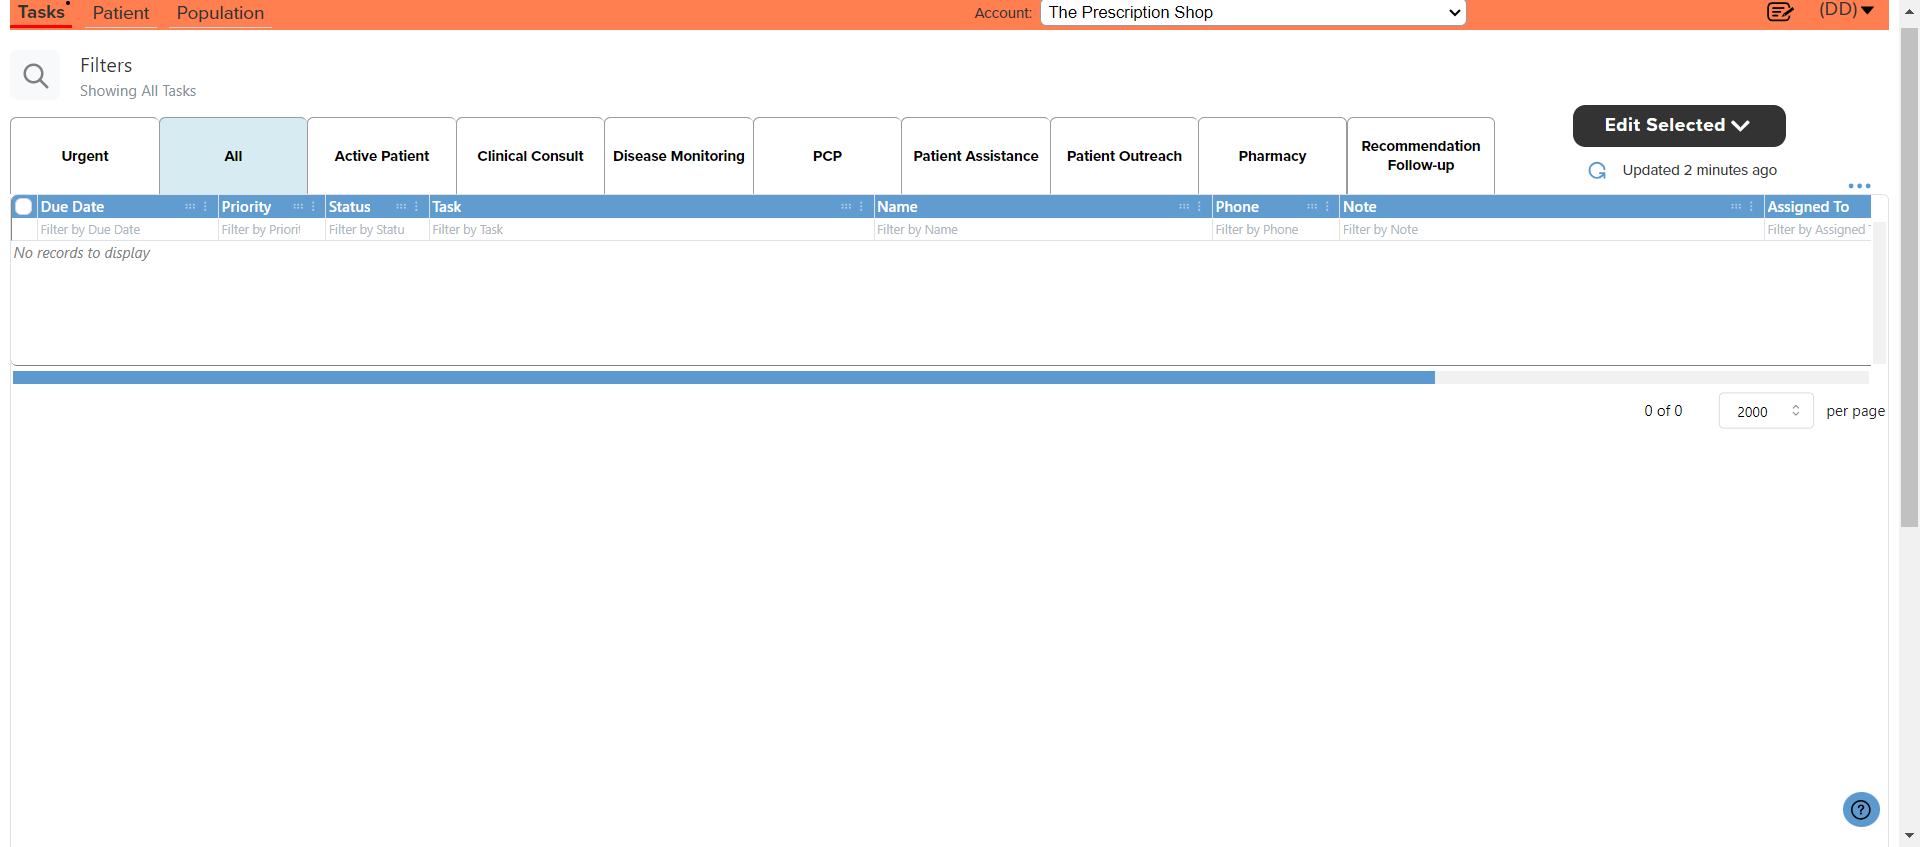 Tasks Patient Population Account: The Prescription Shop (DD)
Filters
Showing All Tasks
Edit Selected
Urgent All Active Patient Clinical Consult Disease Monitoring PCP Patient Assistance Patient Outreach Pharmacy Recommendation
Follow-up
Updated 2 minutes ago
Due Date Priority Status Task Name Phone Note Assigned To
Filter by Due Date Filter by Priorit Filter by Statu Filter by Task Filter by Name Filter by Phone Filter by Note Filter by Assigned
No records to display
0 of 0 2000 per page